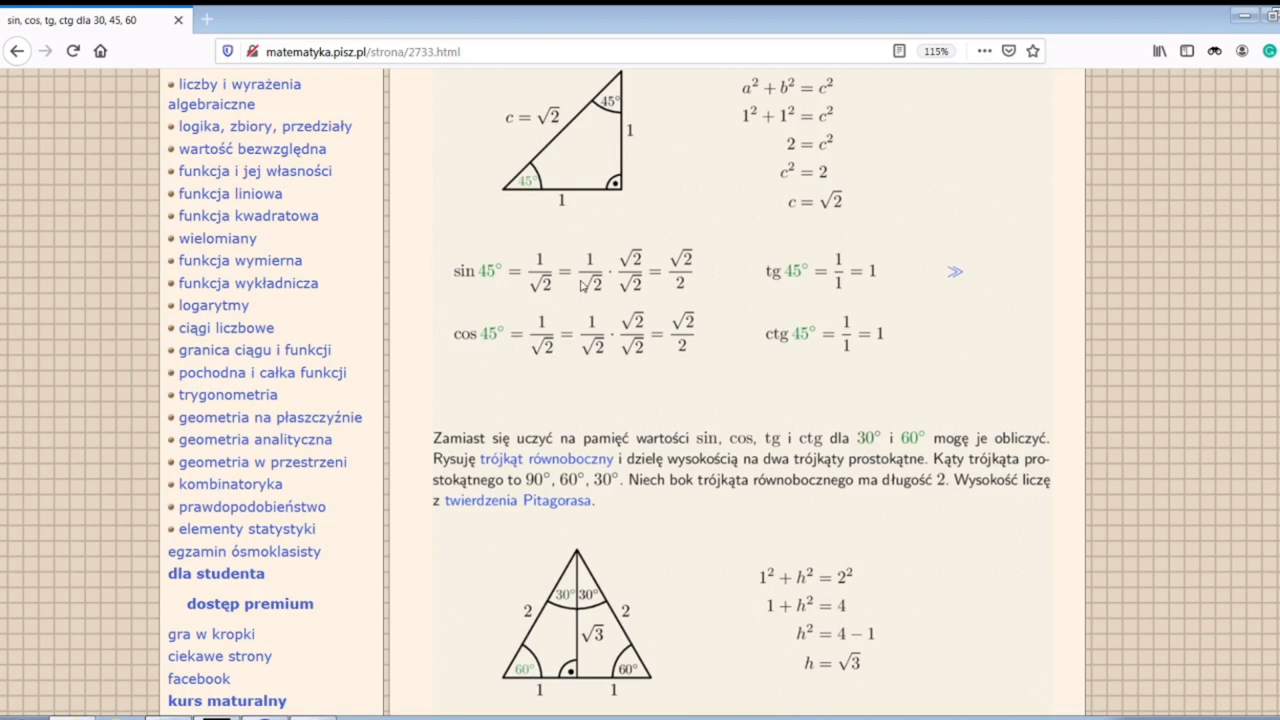 sin, cos, tg, ctg dla 30, 45, 60
matematyka.pisz.pl/strona/2733.html
115%
liczby i wyrażenia
algebraiczne
logika, zbiory, przedziały
wartość bezwzględna
funkcja i jej własności
funkcja liniowa
funkcja kwadratowa
wielomiany
funkcja wymierna
funkcja wykładnicza
logarytmy
ciągi liczbowe
granica ciągu i funkcji
pochodna i całka funkcji
trygonometria
geometria na płaszczyźnie
geometria analityczna
geometria w przestrzeni
kombinatoryka
prawdopodobieństwo
elementy statystyki
egzamin ósmoklasisty
dla studenta
dostęp premium
gra w kropki
ciekawe strony
facebook
kurs maturalny
c = √2
45°
1
45°
1
a² + b² = c²
1² + 1² = c²
2 = c²
c² = 2
c = √2
sin 45° = 1/√2 = 1/√2 · √2/√2 = √2/2
tg 45° = 1/1 = 1
≫
cos 45° = 1/√2 = 1/√2 · √2/√2 = √2/2
ctg 45° = 1/1 = 1
Zamiast się uczyć na pamięć wartości sin, cos, tg i ctg dla 30° i 60° mogę je obliczyć.
Rysuję trójkąt równoboczny i dzielę wysokością na dwa trójkąty prostokątne. Kąty trójkąta pro-
stokątnego to 90°, 60°, 30°. Niech bok trójkąta równobocznego ma długość 2. Wysokość liczę
z twierdzenia Pitagorasa.
30° 30°
2 2
√3
60° 60°
1 1
1² + h² = 2²
1 + h² = 4
h² = 4 − 1
h = √3